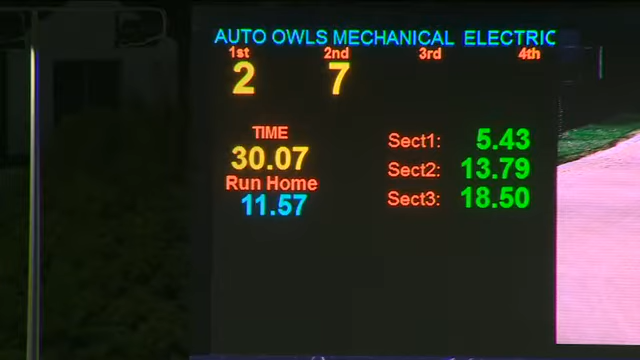 AUTO OWLS MECHANICAL ELECTRIC
1st 2nd 3rd 4th
2 7
TIME
30.07
Run Home
11.57
Sect1: 5.43
Sect2: 13.79
Sect3: 18.50